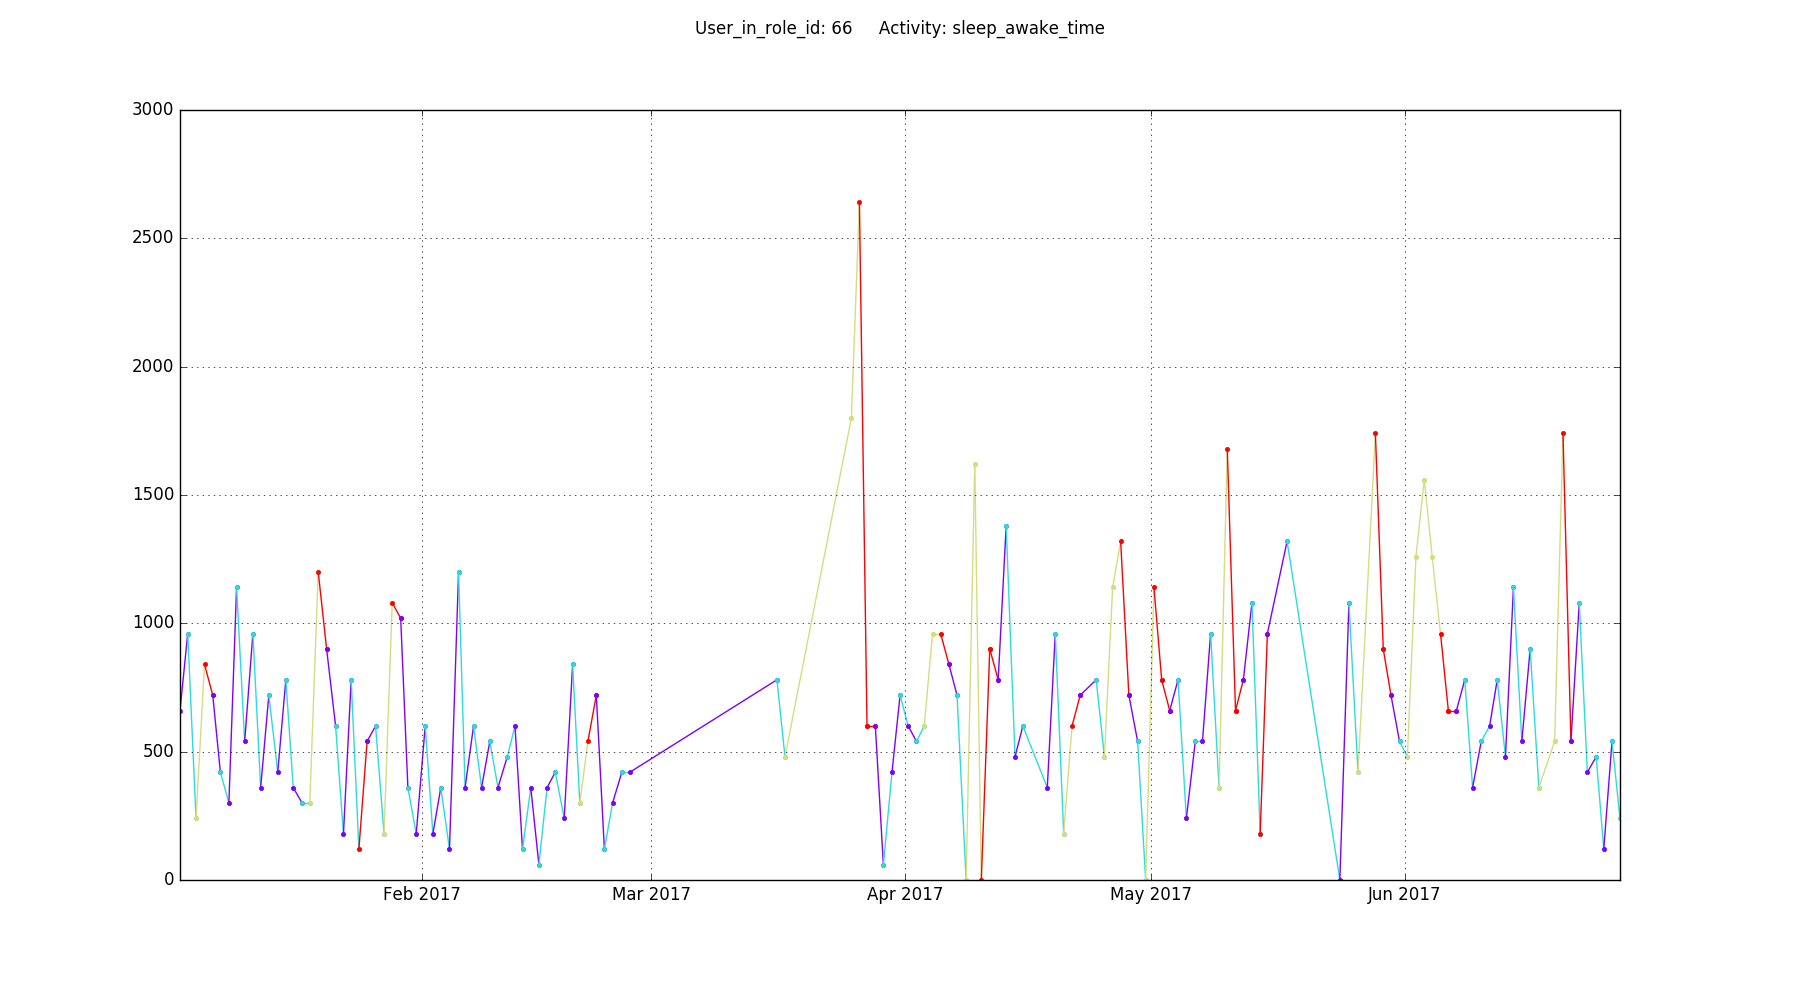 User_in_role_id: 66     Activity: sleep_awake_time
3000
2500
2000
1500
1000
500
0
Feb 2017
Mar 2017
Apr 2017
May 2017
Jun 2017